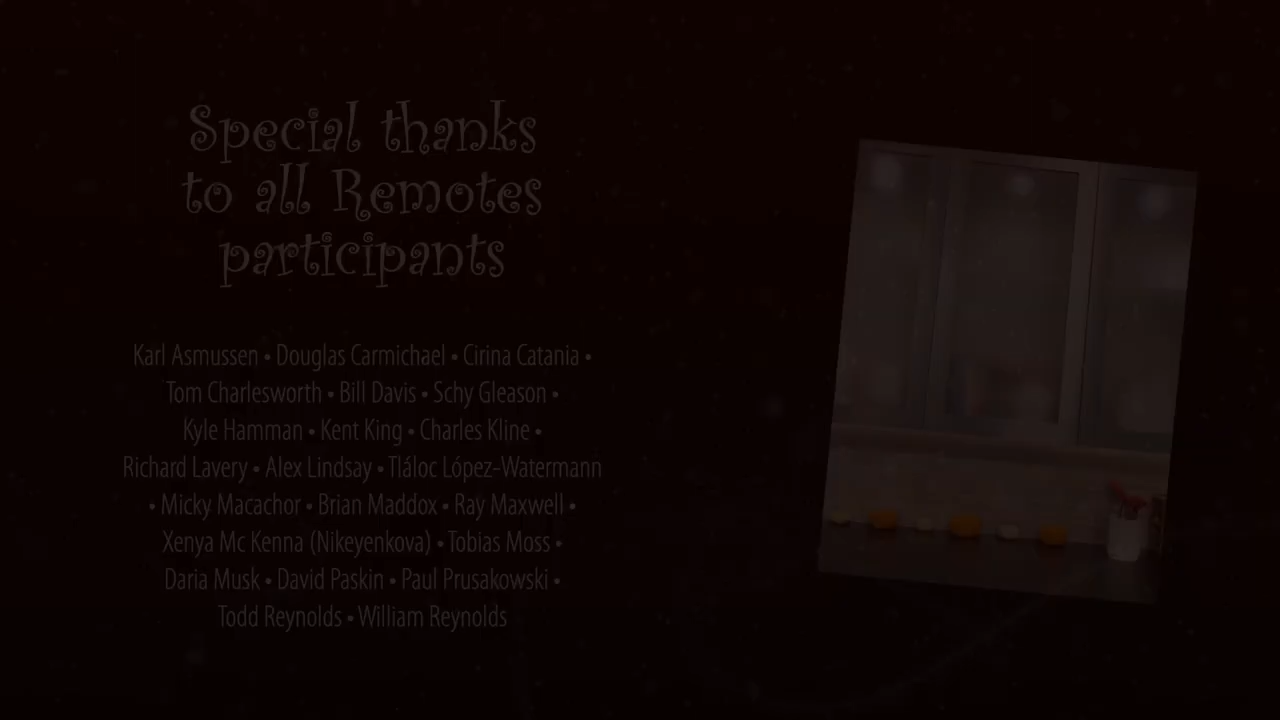 Special thanks
to all Remotes
participants
Karl Asmussen • Douglas Carmichael • Cirina Catania •
Tom Charlesworth • Bill Davis • Schy Gleason •
Kyle Hamman • Kent King • Charles Kline •
Richard Lavery • Alex Lindsay • Tláloc López-Watermann
• Micky Macachor • Brian Maddox • Ray Maxwell •
Xenya Mc Kenna (Nikeyenkova) • Tobias Moss •
Daria Musk • David Paskin • Paul Prusakowski •
Todd Reynolds • William Reynolds